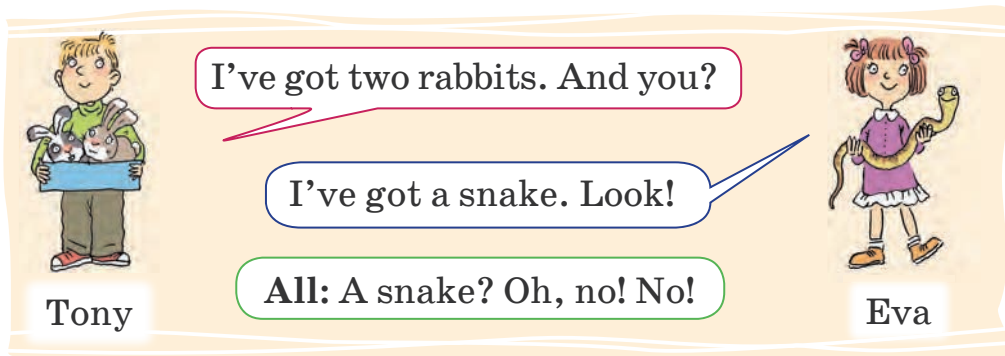 I’ve got two rabbits. And you?
I’ve got a snake. Look!
All: A snake? Oh, no! No!
Tony
Eva